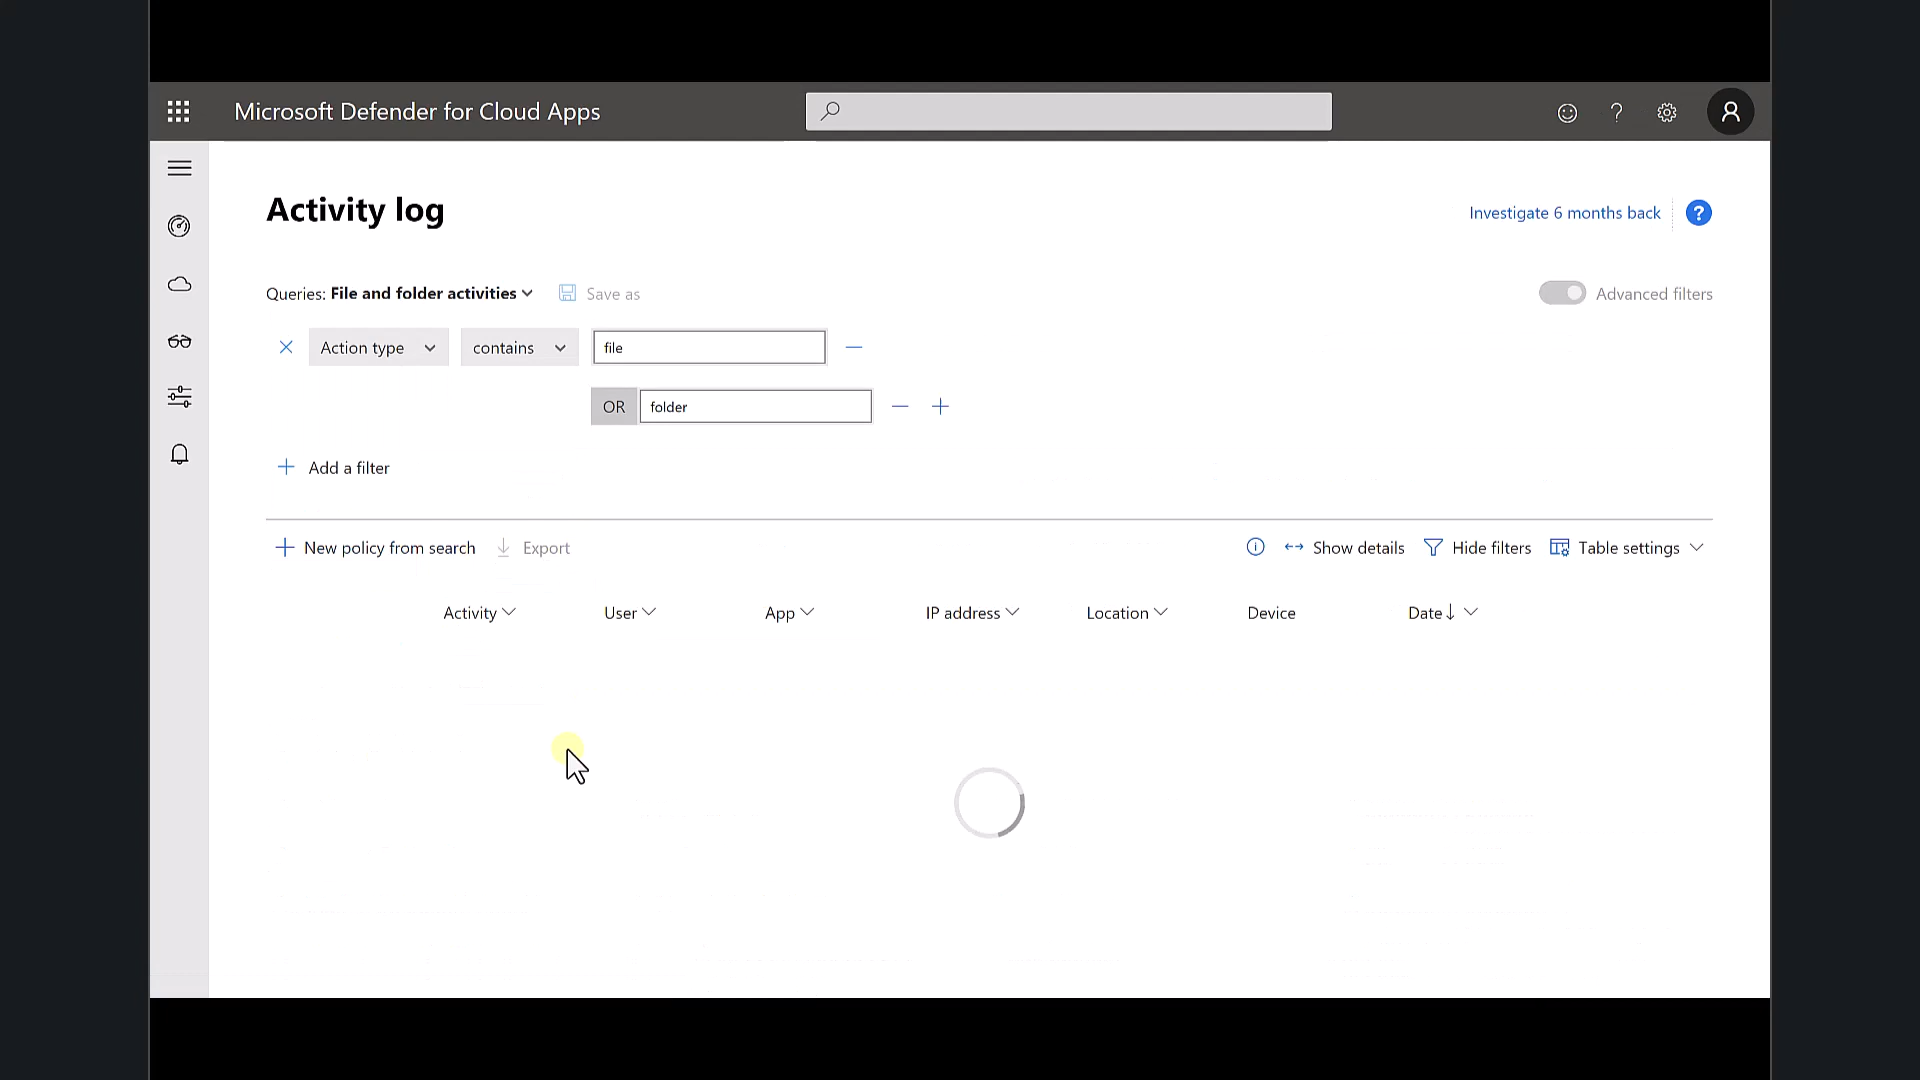 Microsoft Defender for Cloud Apps
Activity log
Investigate 6 months back
Queries: File and folder activities Save as
Advanced filters
Action type contains file
OR folder
Add a filter
New policy from search Export Show details Hide filters Table settings
Activity User App IP address Location Device Date